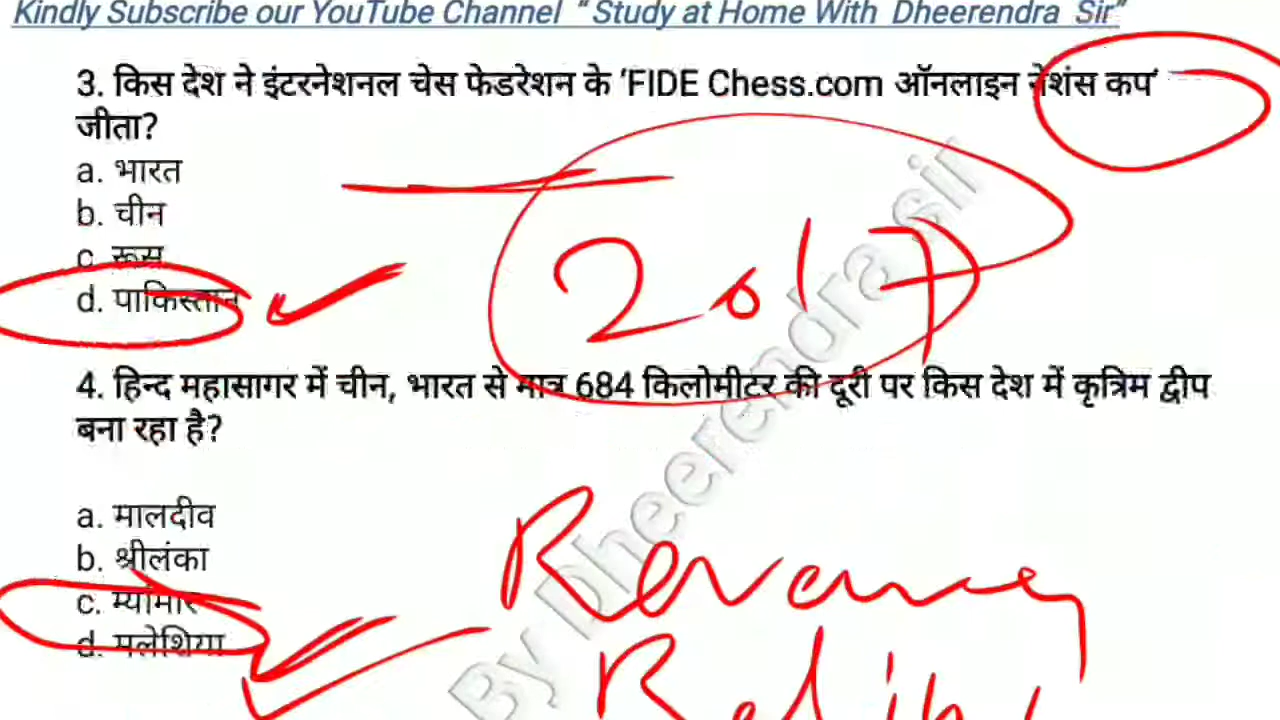 Kindly Subscribe our YouTube Channel “ Study at Home With Dheerendra Sir”
3. किस देश ने इंटरनेशनल चेस फेडरेशन के ‘FIDE Chess.com ऑनलाइन नेशंस कप’
जीता?
a. भारत
b. चीन
c. रूस
d. पाकिस्तान
4. हिन्द महासागर में चीन, भारत से मात्र 684 किलोमीटर की दूरी पर किस देश में कृत्रिम द्वीप
बना रहा है?
a. मालदीव
b. श्रीलंका
c. म्यांमार
d. मलेशिया
By Dheerendra sir